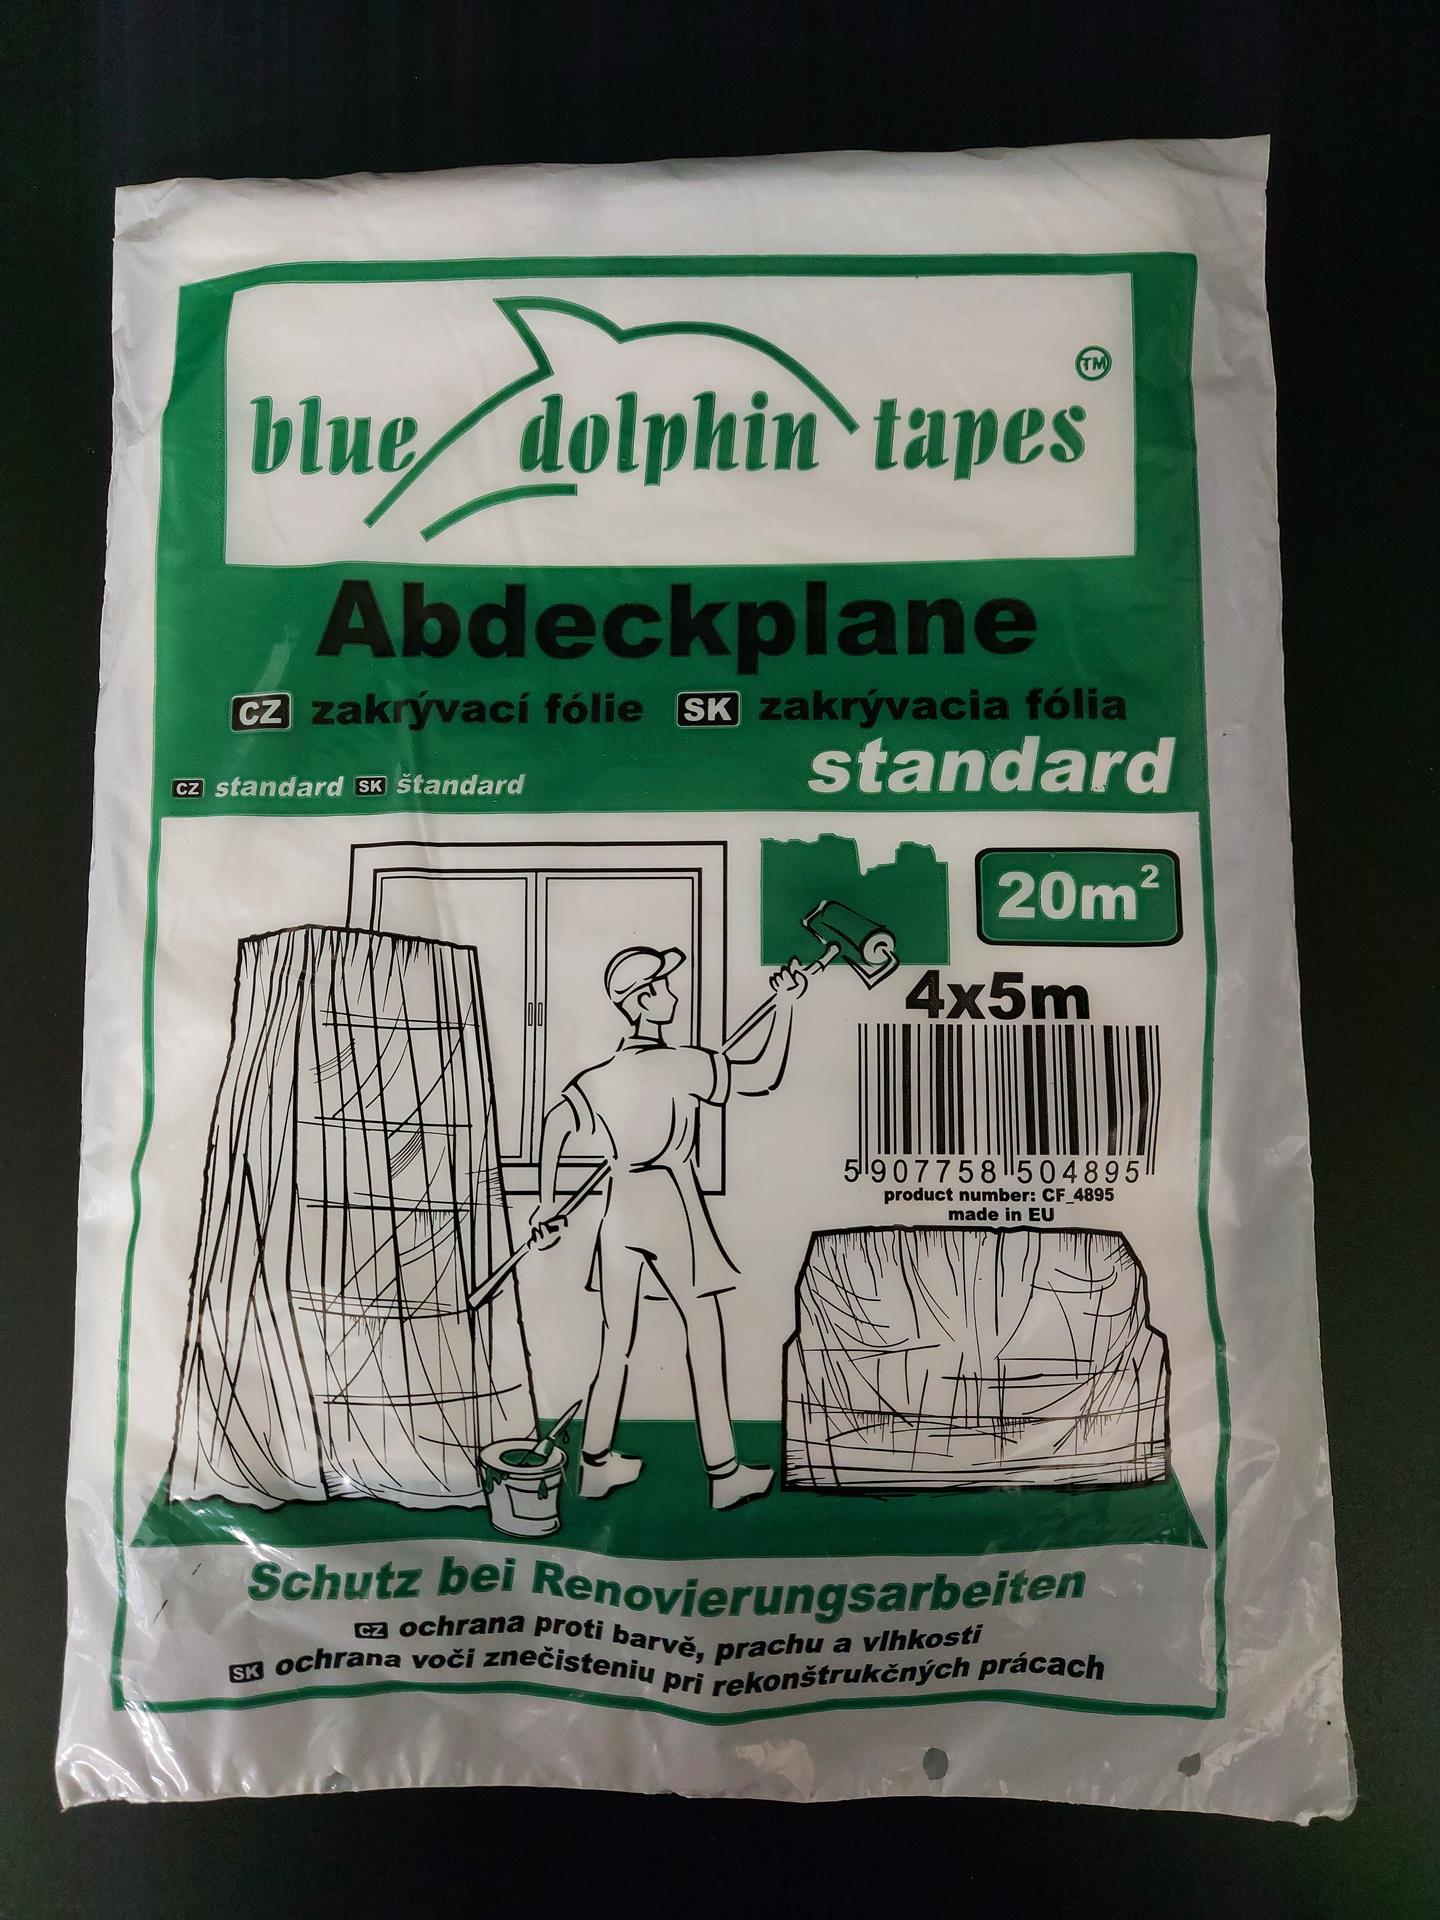 blue dolphin tapes TM
Abdeckplane
CZ zakrývací fólie SK zakrývacia fólia
standard
CZ standard SK štandard
20m²
4x5m
5 907758 504895
product number: CF_4895
made in EU
Schutz bei Renovierungsarbeiten
CZ ochrana proti barvě, prachu a vlhkosti
SK ochrana voči znečisteniu pri rekonštrukčných prácach